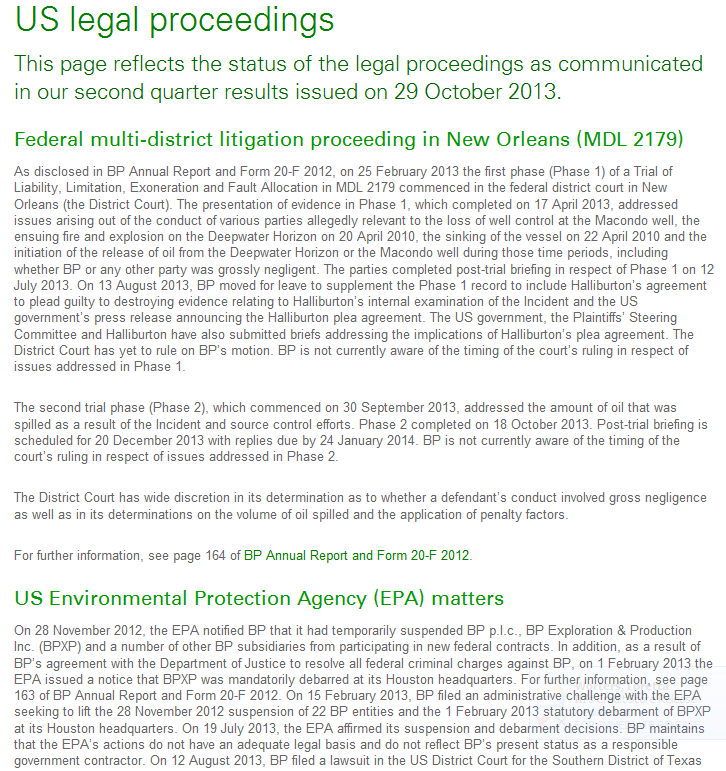 US legal proceedings
This page reflects the status of the legal proceedings as communicated
in our second quarter results issued on 29 October 2013.
Federal multi-district litigation proceeding in New Orleans (MDL 2179)
As disclosed in BP Annual Report and Form 20-F 2012, on 25 February 2013 the first phase (Phase 1) of a Trial of
Liability, Limitation, Exoneration and Fault Allocation in MDL 2179 commenced in the federal district court in New
Orleans (the District Court). The presentation of evidence in Phase 1, which completed on 17 April 2013, addressed
issues arising out of the conduct of various parties allegedly relevant to the loss of well control at the Macondo well, the
ensuing fire and explosion on the Deepwater Horizon on 20 April 2010, the sinking of the vessel on 22 April 2010 and the
initiation of the release of oil from the Deepwater Horizon or the Macondo well during those time periods, including
whether BP or any other party was grossly negligent. The parties completed post-trial briefing in respect of Phase 1 on 12
July 2013. On 13 August 2013, BP moved for leave to supplement the Phase 1 record to include Halliburton's agreement
to plead guilty to destroying evidence relating to Halliburton's internal examination of the Incident and the US
government's press release announcing the Halliburton plea agreement. The US government, the Plaintiffs' Steering
Committee and Halliburton have also submitted briefs addressing the implications of Halliburton's plea agreement. The
District Court has yet to rule on BP's motion. BP is not currently aware of the timing of the court's ruling in respect of
issues addressed in Phase 1.
The second trial phase (Phase 2), which commenced on 30 September 2013, addressed the amount of oil that was
spilled as a result of the Incident and source control efforts. Phase 2 completed on 18 October 2013. Post-trial briefing is
scheduled for 20 December 2013 with replies due by 24 January 2014. BP is not currently aware of the timing of the
court's ruling in respect of issues addressed in Phase 2.
The District Court has wide discretion in its determination as to whether a defendant's conduct involved gross negligence
as well as in its determinations on the volume of oil spilled and the application of penalty factors.
For further information, see page 164 of BP Annual Report and Form 20-F 2012.
US Environmental Protection Agency (EPA) matters
On 28 November 2012, the EPA notified BP that it had temporarily suspended BP p.l.c., BP Exploration & Production
Inc. (BPXP) and a number of other BP subsidiaries from participating in new federal contracts. In addition, as a result of
BP's agreement with the Department of Justice to resolve all federal criminal charges against BP, on 1 February 2013 the
EPA issued a notice that BPXP was mandatorily debarred at its Houston headquarters. For further information, see page
163 of BP Annual Report and Form 20-F 2012. On 15 February 2013, BP filed an administrative challenge with the EPA
seeking to lift the 28 November 2012 suspension of 22 BP entities and the 1 February 2013 statutory debarment of BPXP
at its Houston headquarters. On 19 July 2013, the EPA affirmed its suspension and debarment decisions. BP maintains
that the EPA's actions do not have an adequate legal basis and do not reflect BP's present status as a responsible
government contractor. On 12 August 2013, BP filed a lawsuit in the US District Court for the Southern District of Texas